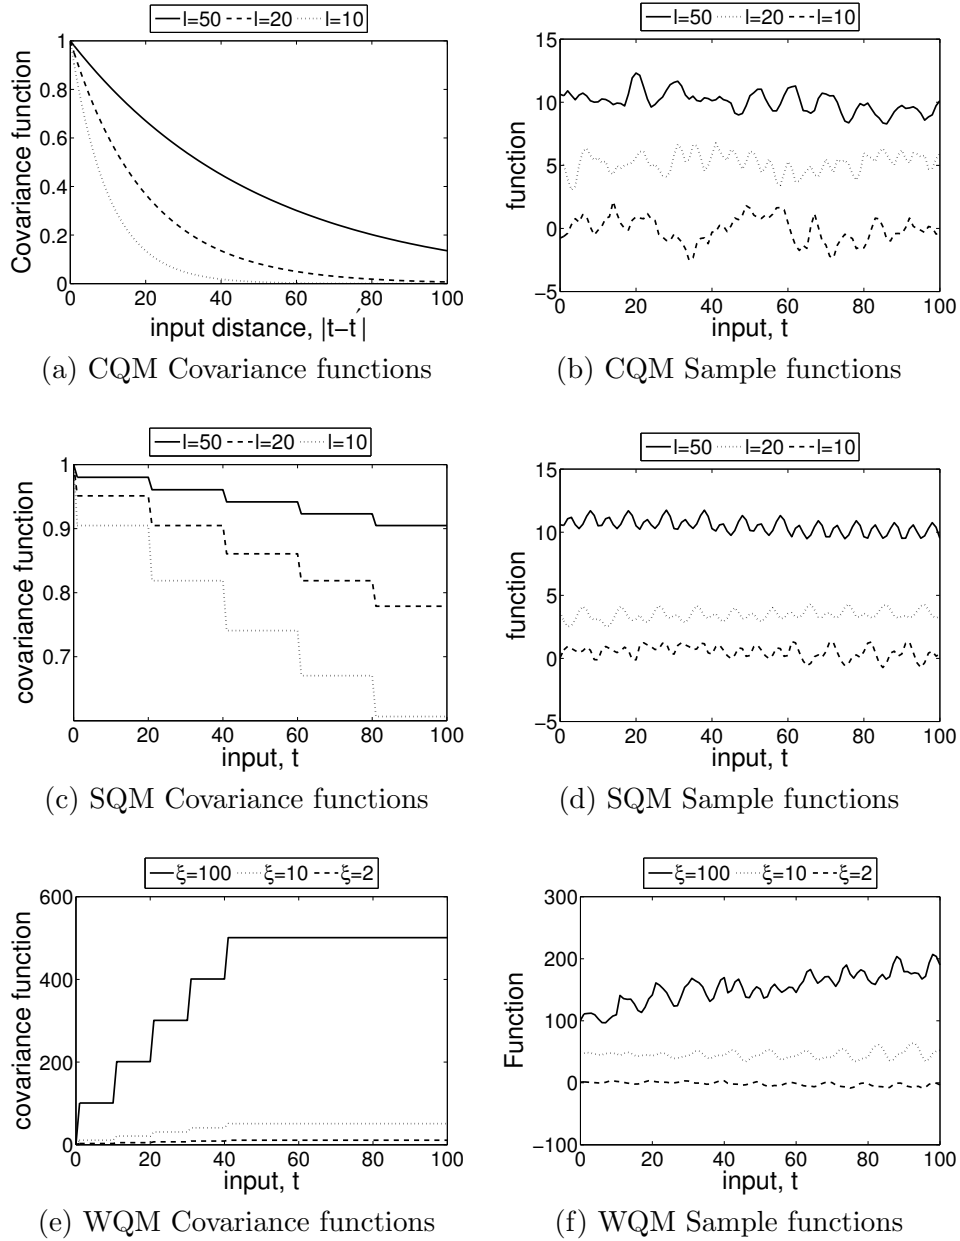 l=50 l=20 l=10
Covariance function
1
0.8
0.6
0.4
0.2
0
0 20 40 60 80 100
input distance, |t−t′|
(a) CQM Covariance functions
l=50 l=20 l=10
function
15
10
5
0
−5
0 20 40 60 80 100
input, t
(b) CQM Sample functions
l=50 l=20 l=10
covariance function
1
0.9
0.8
0.7
0 20 40 60 80 100
input, t
(c) SQM Covariance functions
l=50 l=20 l=10
function
15
10
5
0
−5
0 20 40 60 80 100
input, t
(d) SQM Sample functions
ξ=100 ξ=10 ξ=2
covariance function
600
400
200
0
0 20 40 60 80 100
input, t
(e) WQM Covariance functions
ξ=100 ξ=10 ξ=2
Function
300
200
100
0
−100
0 20 40 60 80 100
input, t
(f) WQM Sample functions